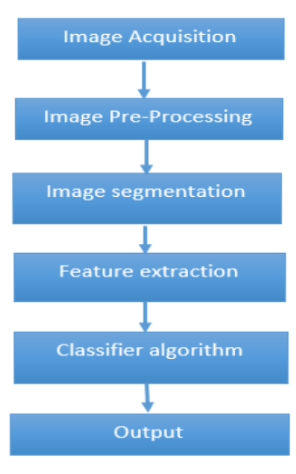 Image Acquisition
Image Pre-Processing
Image segmentation
Feature extraction
Classifier algorithm
Output